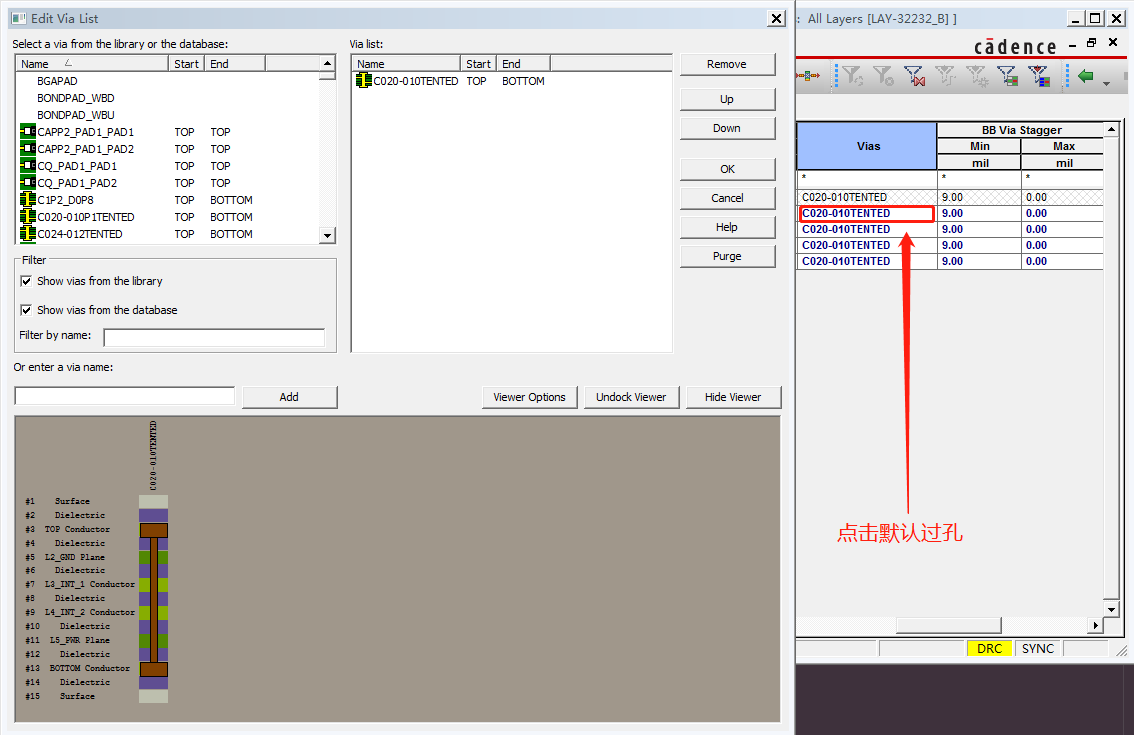 Edit Via List
Select a via from the library or the database:
Name Start End
BGAPAD
BONDPAD_WBD
BONDPAD_WBU
CAPP2_PAD1_PAD1 TOP TOP
CAPP2_PAD1_PAD2 TOP TOP
CQ_PAD1_PAD1 TOP TOP
CQ_PAD1_PAD2 TOP TOP
C1P2_D0P8 TOP BOTTOM
C020-010P1TENTED TOP BOTTOM
C024-012TENTED TOP BOTTOM
Filter
Show vias from the library
Show vias from the database
Filter by name:
Or enter a via name:
Add
Via list:
Name Start End
C020-010TENTED TOP BOTTOM
Remove
Up
Down
OK
Cancel
Help
Purge
Viewer Options
Undock Viewer
Hide Viewer
C020-010TENTED
#1 Surface
#2 Dielectric
#3 TOP Conductor
#4 Dielectric
#5 L2_GND Plane
#6 Dielectric
#7 L3_INT_1 Conductor
#8 Dielectric
#9 L4_INT_2 Conductor
#10 Dielectric
#11 L5_PWR Plane
#12 Dielectric
#13 BOTTOM Conductor
#14 Dielectric
#15 Surface
: All Layers [LAY-32232_B] ]
cādence
Vias
BB Via Stagger
Min Max
mil mil
* * *
C020-010TENTED 9.00 0.00
C020-010TENTED 9.00 0.00
C020-010TENTED 9.00 0.00
C020-010TENTED 9.00 0.00
C020-010TENTED 9.00 0.00
点击默认过孔
DRC SYNC